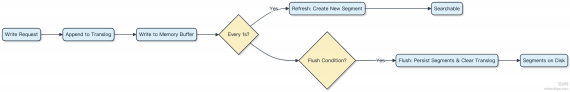 Write Request
Append to Translog
Write to Memory Buffer
Every 1s?
Yes
Refresh: Create New Segment
Searchable
Flush Condition?
Yes
Flush: Persist Segments & Clear Translog
Segments on Disk